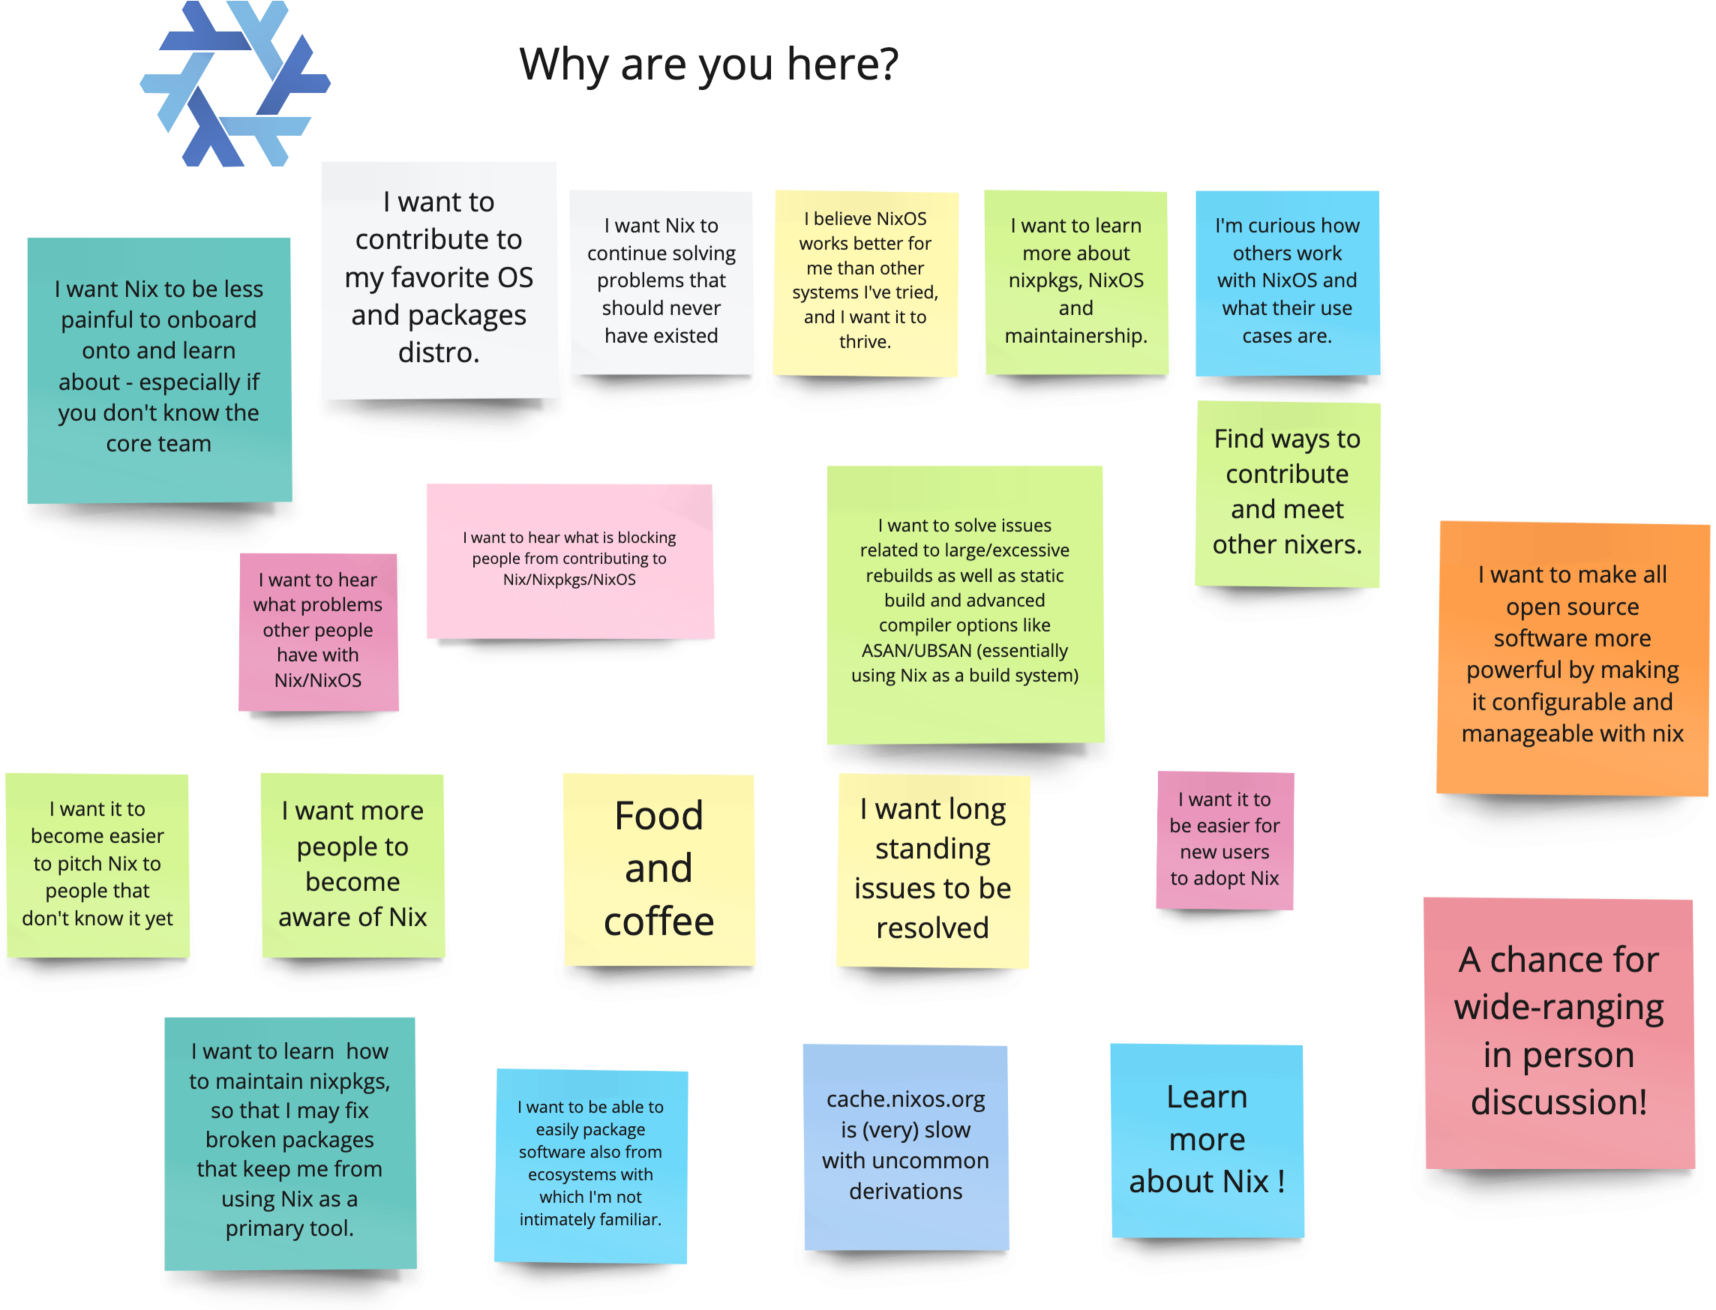 Why are you here?
I want Nix to be less
painful to onboard
onto and learn
about - especially if
you don't know the
core team
I want to
contribute to
my favorite OS
and packages
distro.
I want Nix to
continue solving
problems that
should never
have existed
I believe NixOS
works better for
me than other
systems I've tried,
and I want it to
thrive.
I want to learn
more about
nixpkgs, NixOS
and
maintainership.
I'm curious how
others work
with NixOS and
what their use
cases are.
Find ways to
contribute
and meet
other nixers.
I want to hear
what problems
other people
have with
Nix/NixOS
I want to hear what is blocking
people from contributing to
Nix/Nixpkgs/NixOS
I want to solve issues
related to large/excessive
rebuilds as well as static
build and advanced
compiler options like
ASAN/UBSAN (essentially
using Nix as a build system)
I want to make all
open source
software more
powerful by making
it configurable and
manageable with nix
I want it to
become easier
to pitch Nix to
people that
don't know it yet
I want more
people to
become
aware of Nix
Food
and
coffee
I want long
standing
issues to be
resolved
I want it to
be easier for
new users
to adopt Nix
A chance for
wide-ranging
in person
discussion!
I want to learn  how
to maintain nixpkgs,
so that I may fix
broken packages
that keep me from
using Nix as a
primary tool.
I want to be able to
easily package
software also from
ecosystems with
which I'm not
intimately familiar.
cache.nixos.org
is (very) slow
with uncommon
derivations
Learn
more
about Nix !